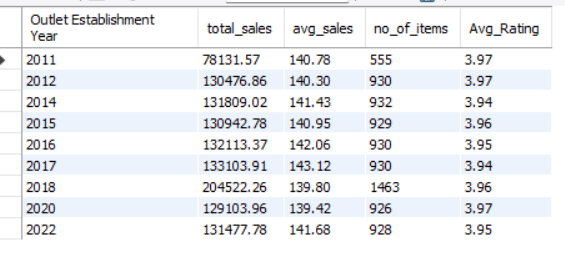 Outlet Establishment Year total_sales avg_sales no_of_items Avg_Rating
2011 78131.57 140.78 555 3.97
2012 130476.86 140.30 930 3.97
2014 131809.02 141.43 932 3.94
2015 130942.78 140.95 929 3.96
2016 132113.37 142.06 930 3.95
2017 133103.91 143.12 930 3.94
2018 204522.26 139.80 1463 3.96
2020 129103.96 139.42 926 3.97
2022 131477.78 141.68 928 3.95